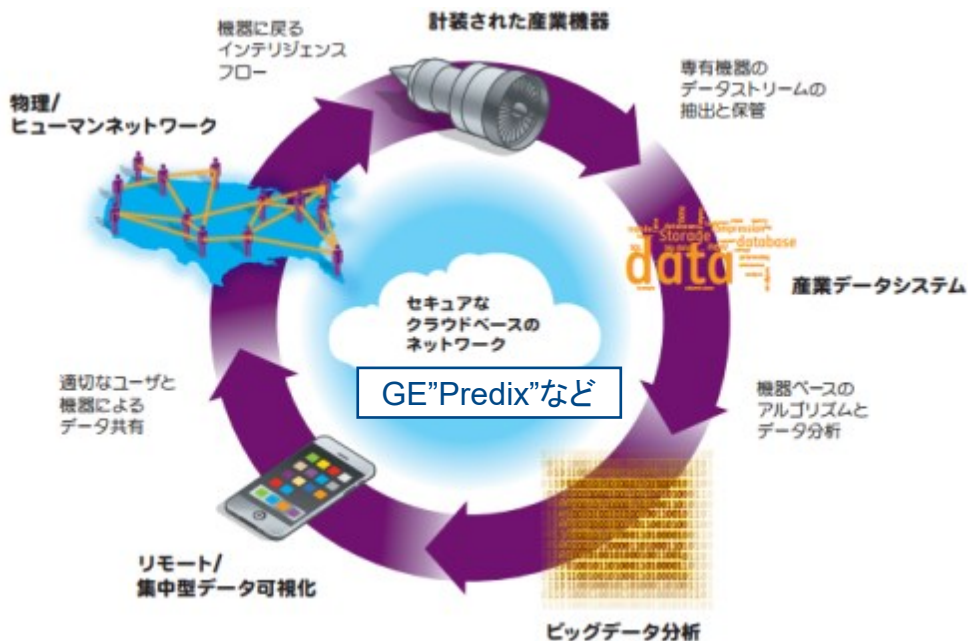 計装された産業機器
機器に戻る
インテリジェンス
フロー
専有機器の
データストリームの
抽出と保管
物理/
ヒューマンネットワーク
Storage
database
data
産業データシステム
セキュアな
クラウドベースの
ネットワーク
GE”Predix”など
適切なユーザと
機器による
データ共有
機器ベースの
アルゴリズムと
データ分析
リモート/
集中型データ可視化
ビッグデータ分析